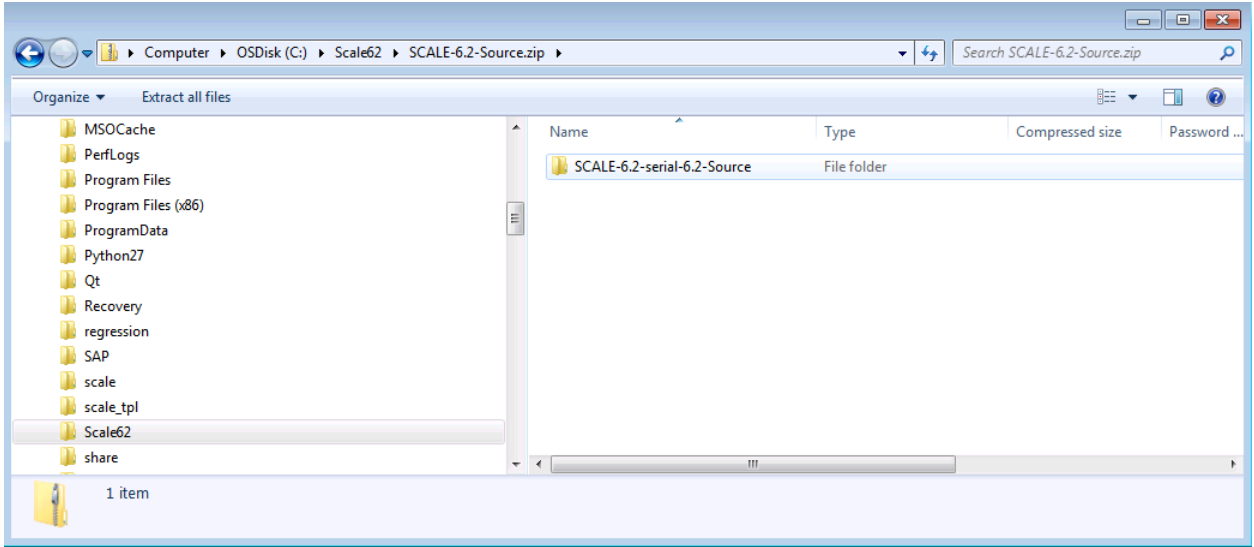 Computer OSDisk (C:) Scale62 SCALE-6.2-Source.zip Search SCALE-6.2-Source.zip
Organize Extract all files
MSOCache
PerfLogs
Program Files
Program Files (x86)
ProgramData
Python27
Qt
Recovery
regression
SAP
scale
scale_tpl
Scale62
share
Name Type Compressed size Password ...
SCALE-6.2-serial-6.2-Source File folder
1 item